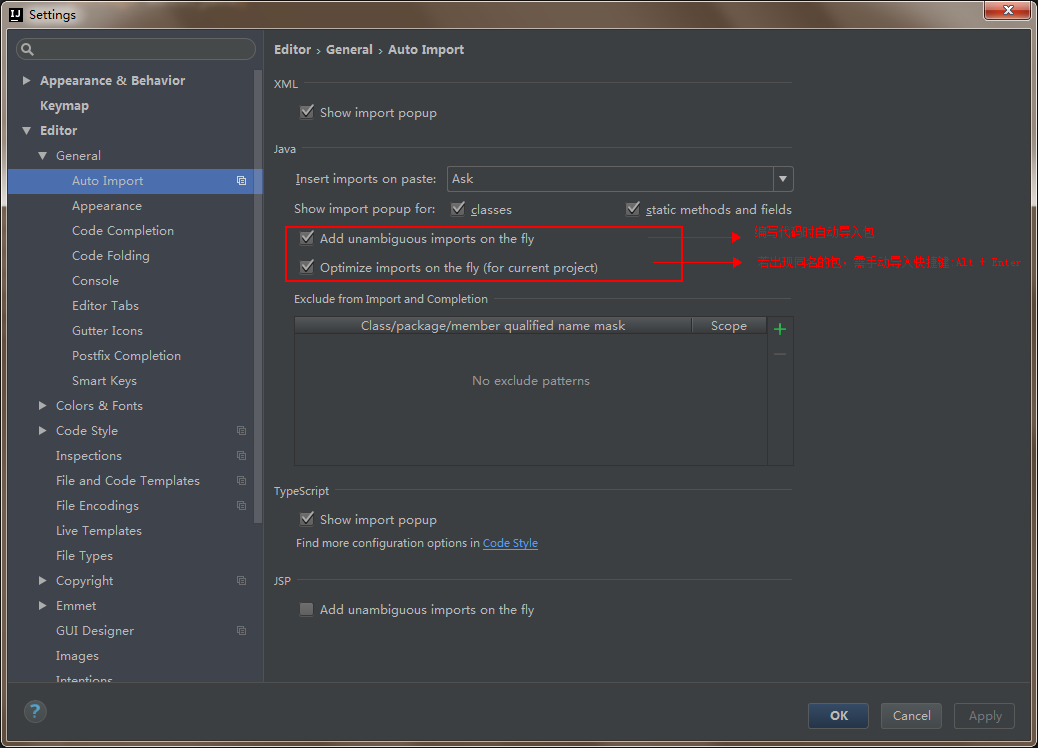 Settings
Editor › General › Auto Import
Appearance & Behavior
Keymap
Editor
General
Auto Import
Appearance
Code Completion
Code Folding
Console
Editor Tabs
Gutter Icons
Postfix Completion
Smart Keys
Colors & Fonts
Code Style
Inspections
File and Code Templates
File Encodings
Live Templates
File Types
Copyright
Emmet
GUI Designer
Images
Intentions
XML
Show import popup
Java
Insert imports on paste: Ask
Show import popup for: classes static methods and fields
Add unambiguous imports on the fly
编写代码时自动导入包
Optimize imports on the fly (for current project)
若出现同名的包，需手动导入快捷键 Alt + Enter
Exclude from Import and Completion
Class/package/member qualified name mask Scope
No exclude patterns
TypeScript
Show import popup
Find more configuration options in Code Style
JSP
Add unambiguous imports on the fly
? OK Cancel Apply